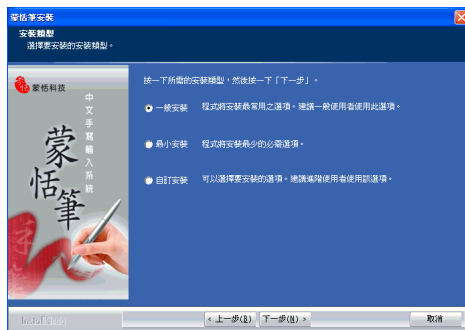 蒙恬筆安裝
安裝類型
選擇要安裝的安裝類型。
蒙恬科技
中文手寫輸入系統
蒙恬筆
按一下所需的安裝類型，然後按一下「下一步」。
一般安裝 程式將安裝最常用之選項。建議一般使用者使用此選項。
最小安裝 程式將安裝最少的必需選項。
自訂安裝 可以選擇要安裝的選項。建議進階使用者使用該選項。
InstallShield
< 上一步(B) 下一步(N) > 取消